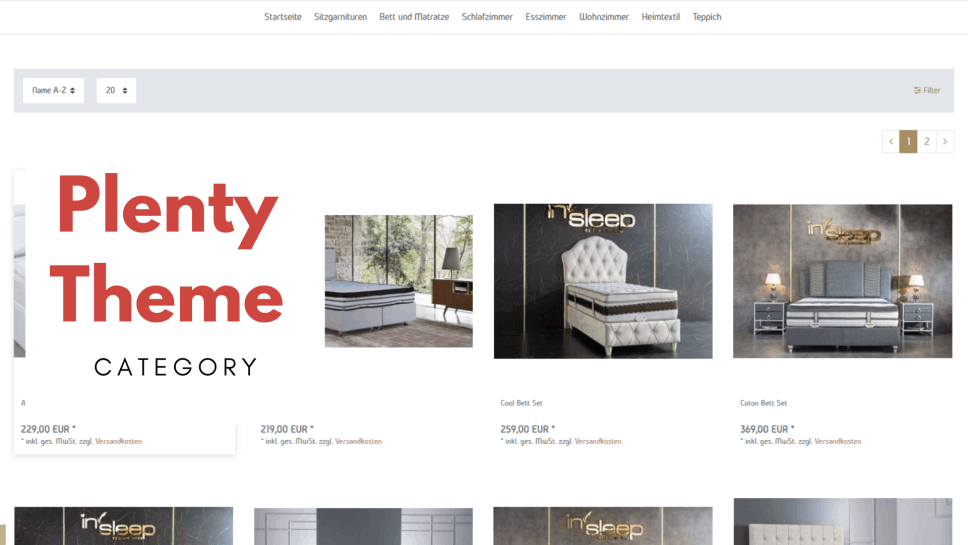 Startseite Sitzgarnituren Bett und Matratze Schlafzimmer Esszimmer Wohnzimmer Heimtextil Teppich
Name A-Z 20 Filter
1 2
Plenty
Theme
CATEGORY
in'sleep
in'sleep
A
Cool Bett Set
Coton Bett Set
229,00 EUR *
219,00 EUR *
259,00 EUR *
369,00 EUR *
* inkl. ges. MwSt. zzgl. Versandkosten
* inkl. ges. MwSt. zzgl. Versandkosten
* inkl. ges. MwSt. zzgl. Versandkosten
* inkl. ges. MwSt. zzgl. Versandkosten
in'sleep
in'sleep